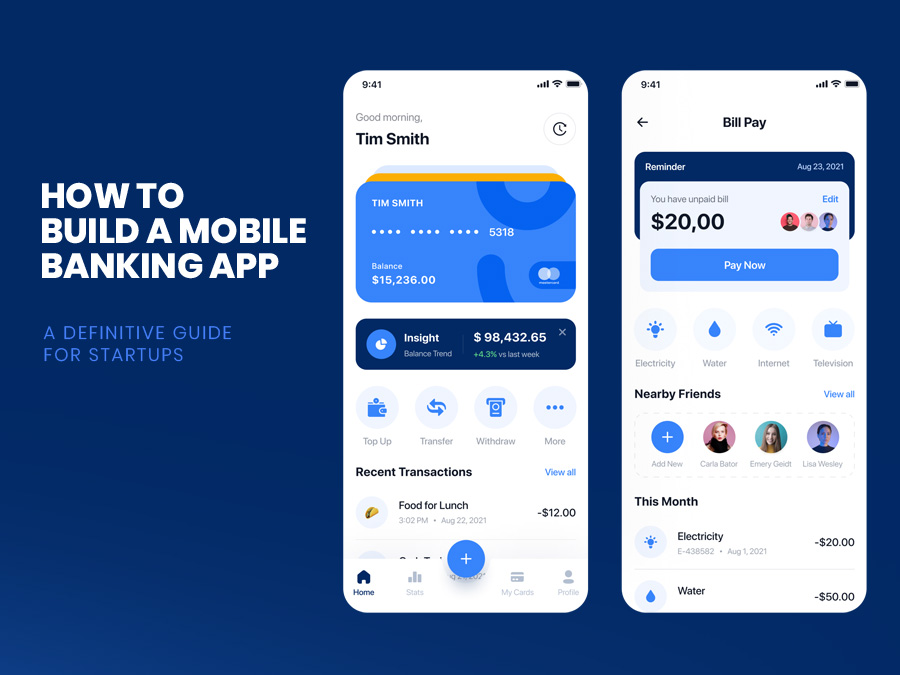 HOW TO
BUILD A MOBILE
BANKING APP
A DEFINITIVE GUIDE
FOR STARTUPS
9:41
Good morning,
Tim Smith
TIM SMITH
5318
Balance
$15,236.00
mastercard
Insight
Balance Trend
$ 98,432.65
+4.3% vs last week
Top Up
Transfer
Withdraw
More
Recent Transactions
View all
Food for Lunch
3:02 PM • Aug 22, 2021
-$12.00
Home
Stats
My Cards
Profile
9:41
Bill Pay
Reminder
Aug 23, 2021
You have unpaid bill
Edit
$20,00
Pay Now
Electricity
Water
Internet
Television
Nearby Friends
View all
Add New
Carla Bator
Emery Geidt
Lisa Wesley
This Month
Electricity
E-438582 • Aug 1, 2021
-$20.00
Water
-$50.00